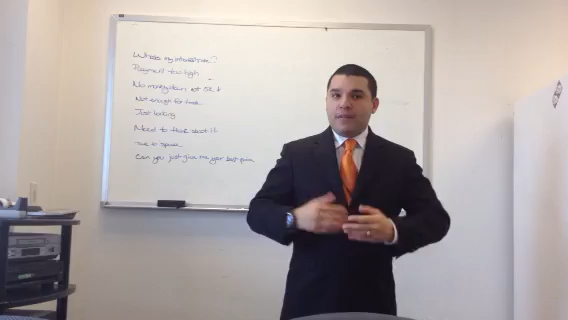 What's my interest rate?
Payment too high
No money down
Not enough for trade
Just looking
Need to think about it
Talk to spouse
Can you just give me your best price